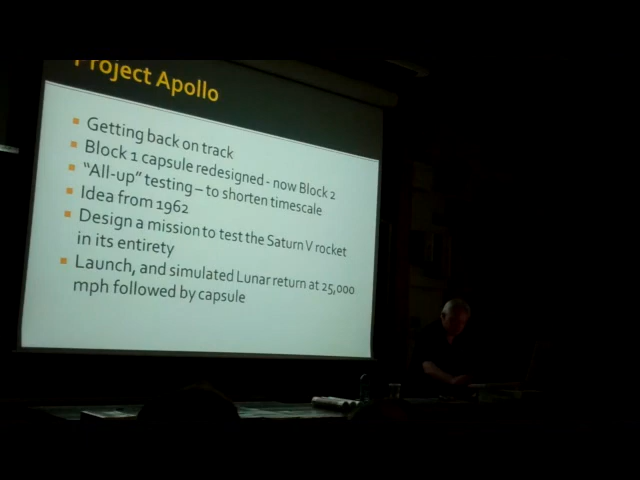 Project Apollo
Getting back on track
Block 1 capsule redesigned - now Block 2
“All-up” testing – to shorten timescale
Idea from 1962
Design a mission to test the Saturn V rocket
in its entirety
Launch, and simulated Lunar return at 25,000
mph followed by capsule